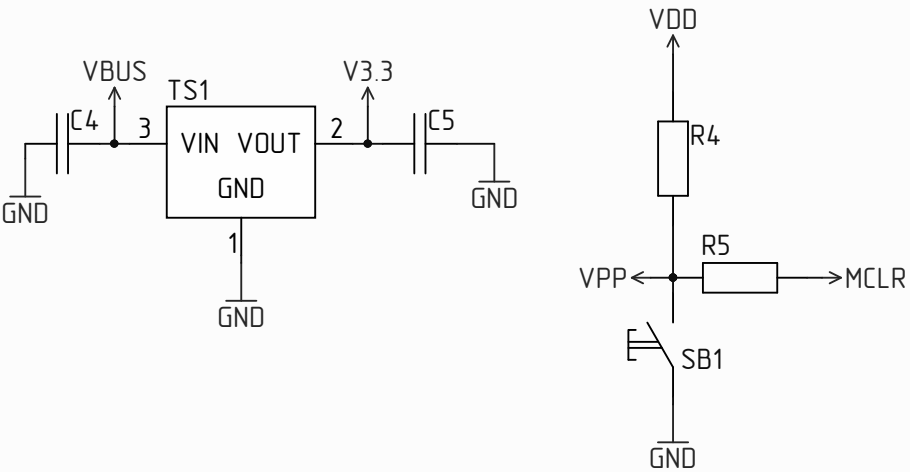 VDD
VBUS
V3.3
TS1
C4
C5
3
2
VIN VOUT
GND
R4
GND
GND
1
R5
VPP
MCLR
GND
SB1
GND